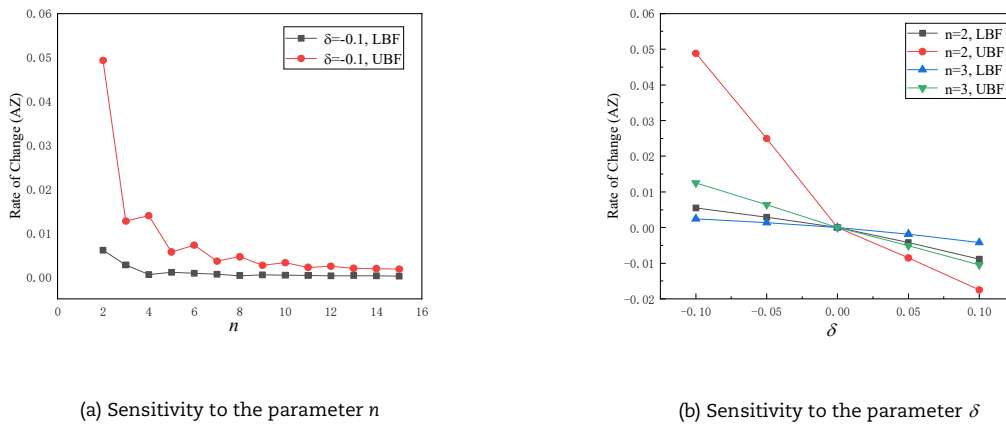 Rate of Change (AZ)
0.06
0.05
0.04
0.03
0.02
0.01
0.00
0 2 4 6 8 10 12 14 16
n
δ=-0.1, LBF
δ=-0.1, UBF
(a) Sensitivity to the parameter n
Rate of Change (AZ)
0.06
0.05
0.04
0.03
0.02
0.01
0.00
-0.01
-0.02
-0.10 -0.05 0.00 0.05 0.10
δ
n=2, LBF
n=2, UBF
n=3, LBF
n=3, UBF
(b) Sensitivity to the parameter δ